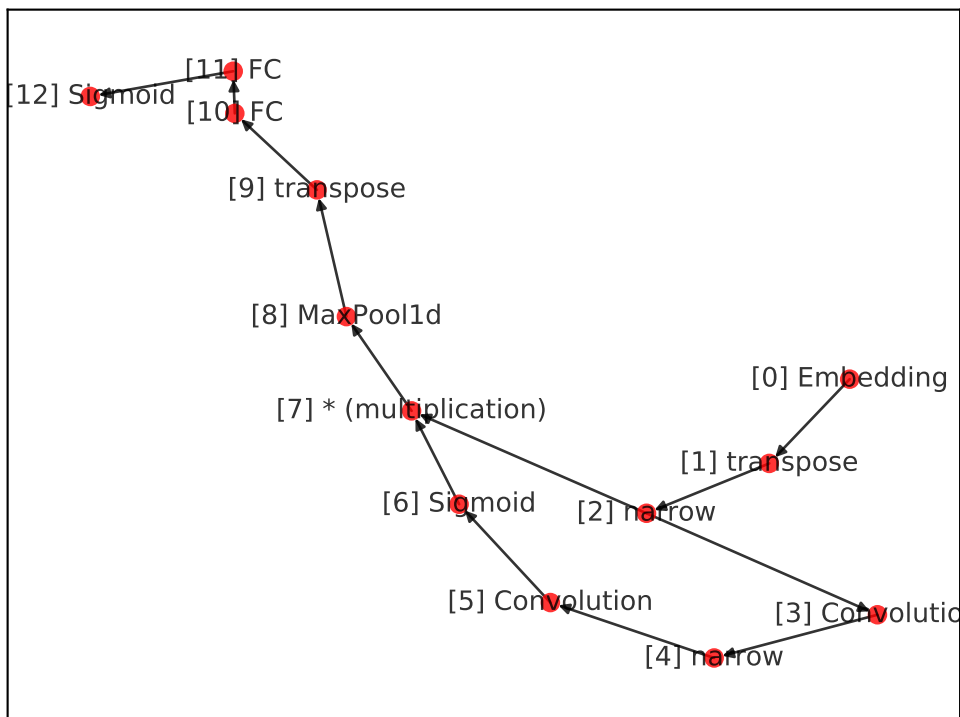 [11] FC
[12] Sigmoid
[10] FC
[9] transpose
[8] MaxPool1d
[0] Embedding
[7] * (multiplication)
[1] transpose
[6] Sigmoid
[2] narrow
[5] Convolution
[3] Convolutio
[4] narrow